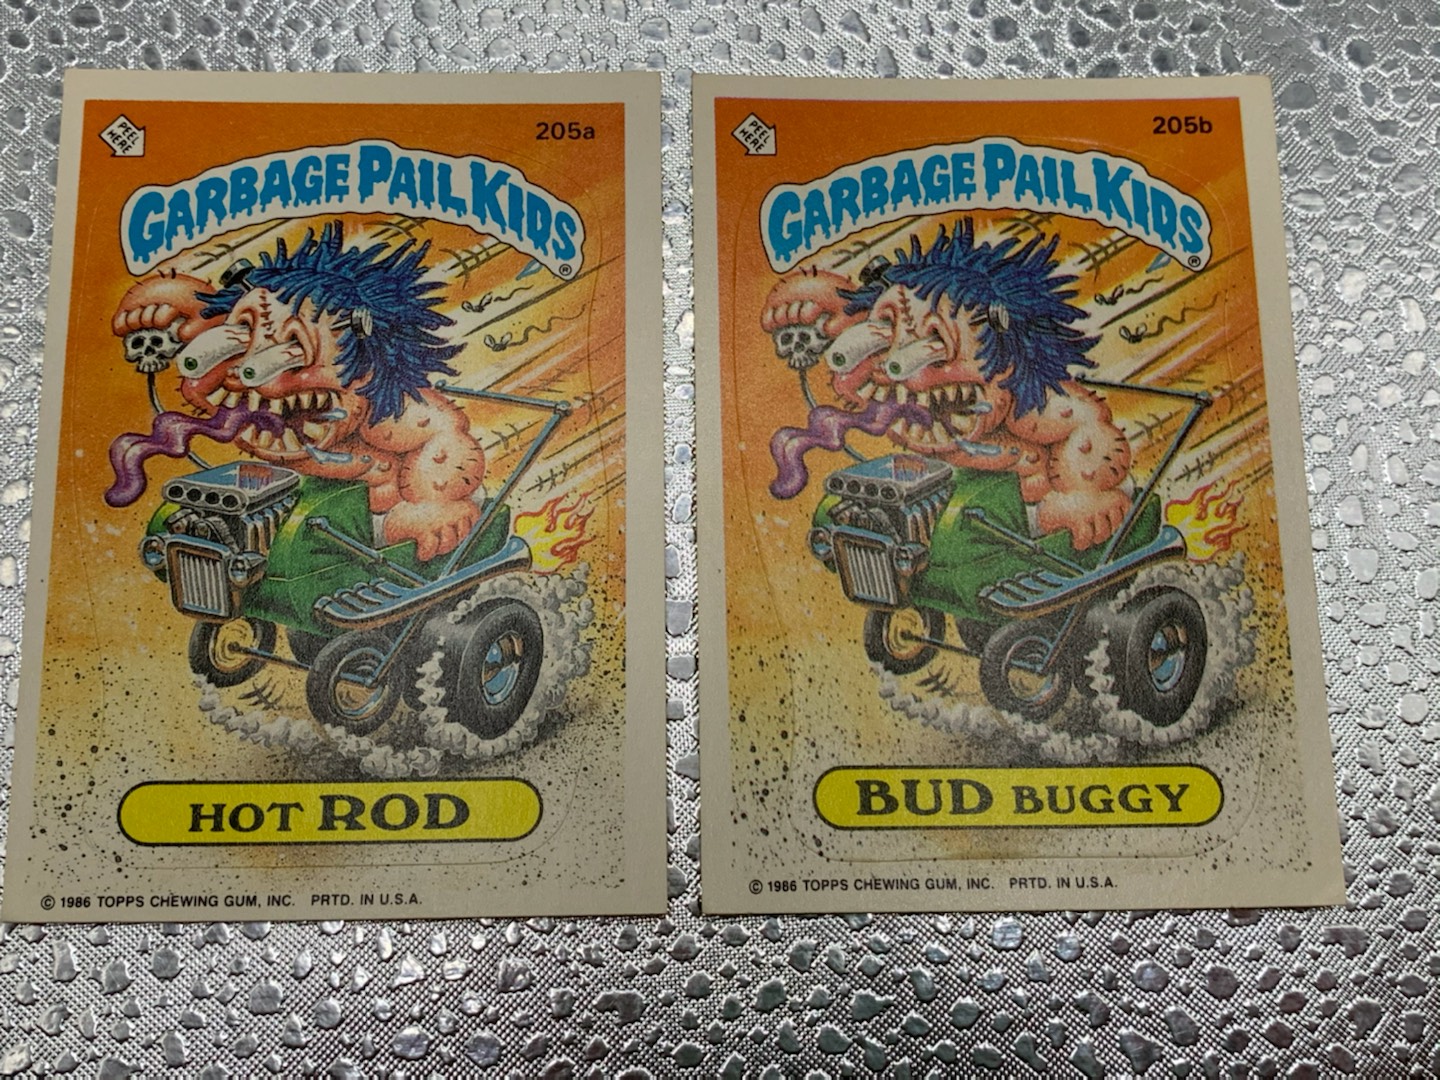 PEEL HERE
205a
GARBAGE PAIL KIDS®
HOT ROD
© 1986 TOPPS CHEWING GUM, INC. PRTD. IN U.S.A.
PEEL HERE
205b
GARBAGE PAIL KIDS®
BUD BUGGY
© 1986 TOPPS CHEWING GUM, INC. PRTD. IN U.S.A.